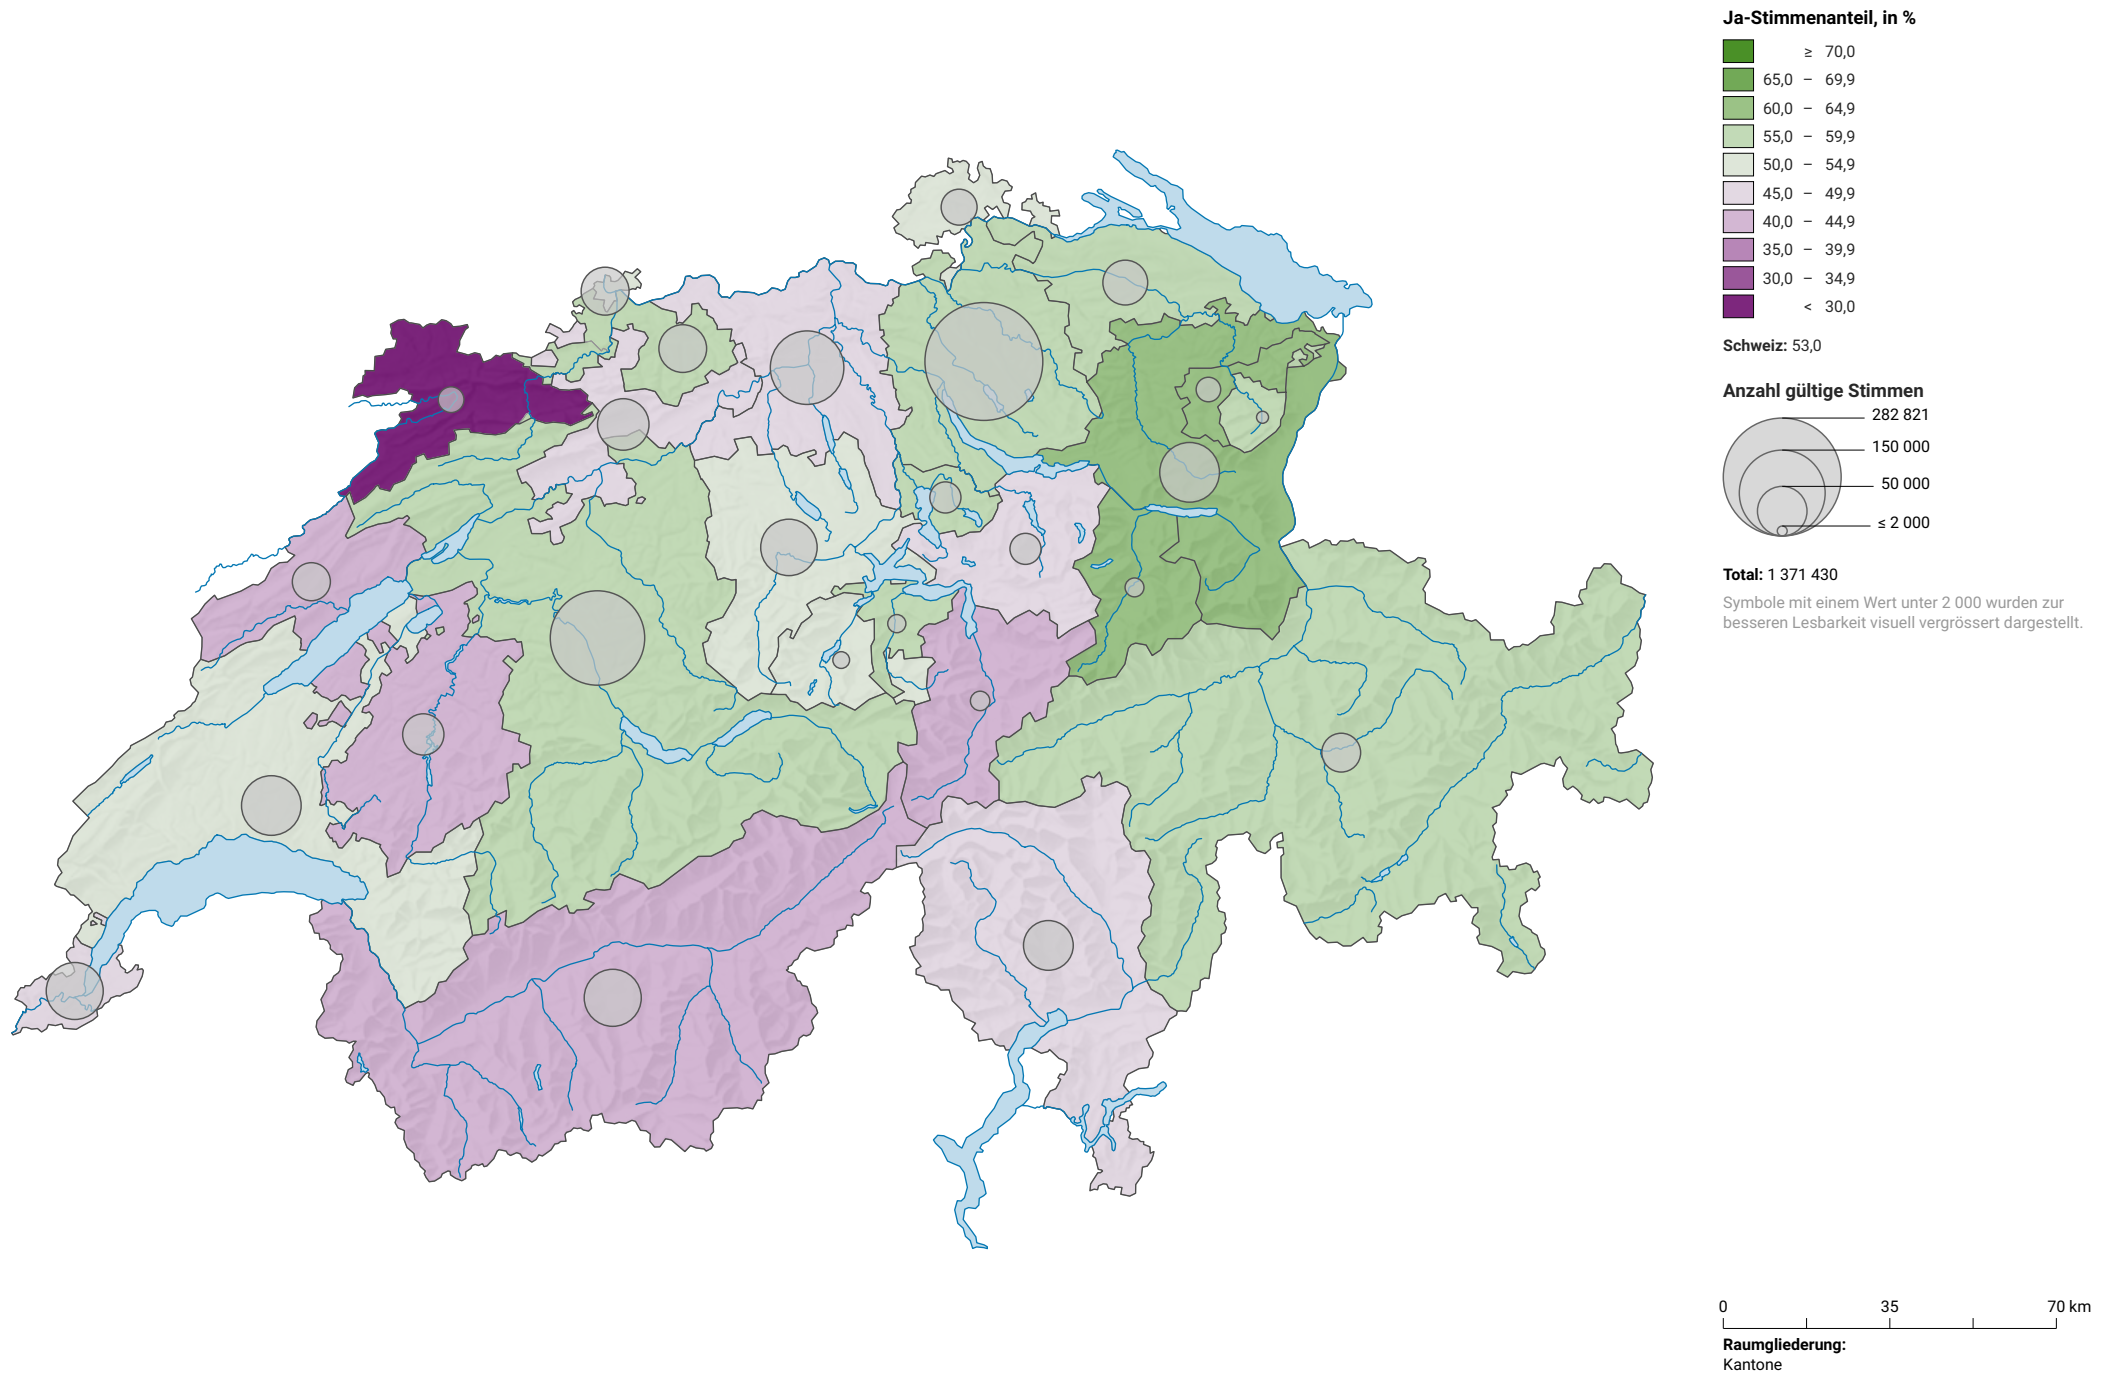 Ja-Stimmenanteil, in %
≥ 70,0
65,0 – 69,9
60,0 – 64,9
55,0 – 59,9
50,0 – 54,9
45,0 – 49,9
40,0 – 44,9
35,0 – 39,9
30,0 – 34,9
< 30,0
Schweiz: 53,0
Anzahl gültige Stimmen
282 821
150 000
50 000
≤ 2 000
Total: 1 371 430
Symbole mit einem Wert unter 2 000 wurden zur
besseren Lesbarkeit visuell vergrössert dargestellt.
0 35 70 km
Raumgliederung:
Kantone